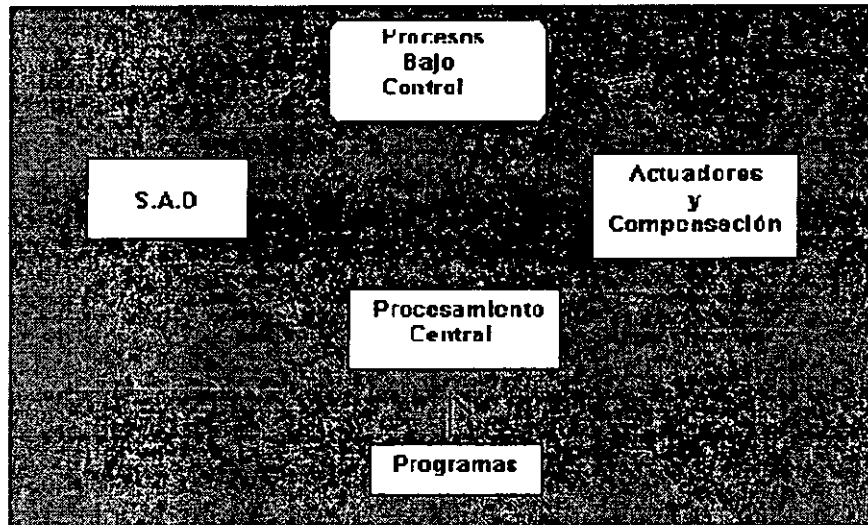 Procesos
Bajo
Control
S.A.D
Actuadores
y
Compensación
Procesamiento
Central
Programas